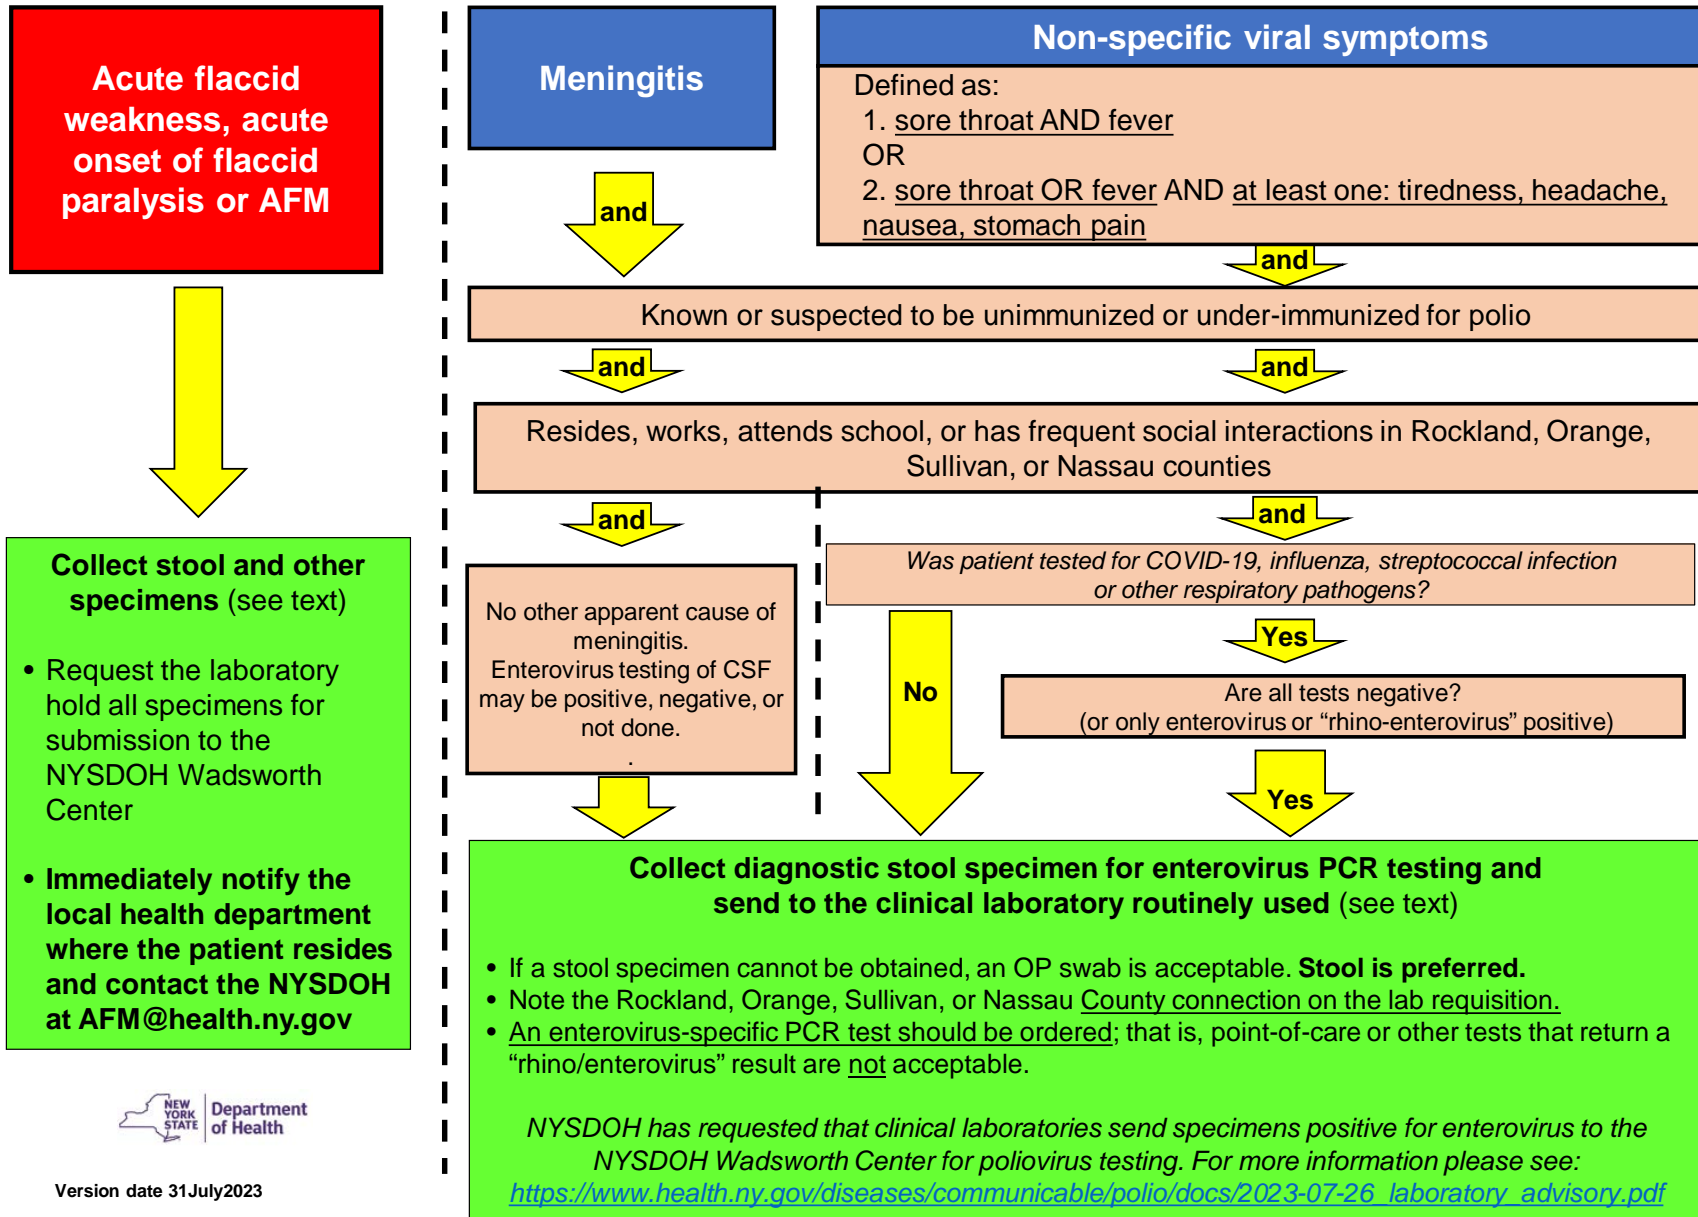 Acute flaccid
weakness, acute
onset of flaccid
paralysis or AFM
Collect stool and other
specimens (see text)
• Request the laboratory
hold all specimens for
submission to the
NYSDOH Wadsworth
Center
• Immediately notify the
local health department
where the patient resides
and contact the NYSDOH
at AFM@health.ny.gov
NEW
YORK
STATE
Department
of Health
Version date 31July2023
Meningitis
and
Non-specific viral symptoms
Defined as:
1. sore throat AND fever
OR
2. sore throat OR fever AND at least one: tiredness, headache,
nausea, stomach pain
and
Known or suspected to be unimmunized or under-immunized for polio
and
and
Resides, works, attends school, or has frequent social interactions in Rockland, Orange,
Sullivan, or Nassau counties
and
and
No other apparent cause of
meningitis.
Enterovirus testing of CSF
may be positive, negative, or
not done.
.
Was patient tested for COVID-19, influenza, streptococcal infection
or other respiratory pathogens?
No
Yes
Are all tests negative?
(or only enterovirus or “rhino-enterovirus” positive)
Yes
Collect diagnostic stool specimen for enterovirus PCR testing and
send to the clinical laboratory routinely used (see text)
• If a stool specimen cannot be obtained, an OP swab is acceptable. Stool is preferred.
• Note the Rockland, Orange, Sullivan, or Nassau County connection on the lab requisition.
• An enterovirus-specific PCR test should be ordered; that is, point-of-care or other tests that return a
“rhino/enterovirus” result are not acceptable.
NYSDOH has requested that clinical laboratories send specimens positive for enterovirus to the
NYSDOH Wadsworth Center for poliovirus testing. For more information please see:
https://www.health.ny.gov/diseases/communicable/polio/docs/2023-07-26_laboratory_advisory.pdf